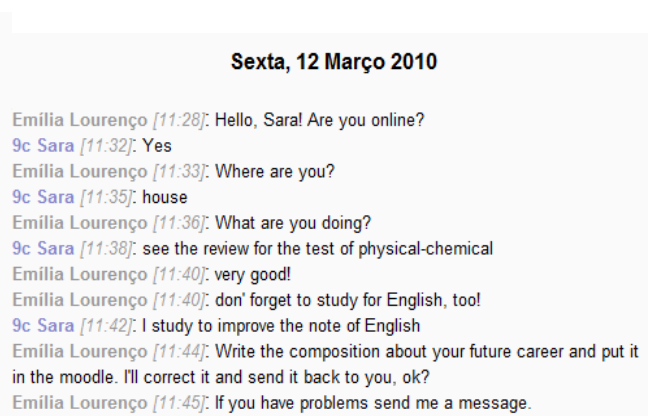 Sexta, 12 Março 2010
Emília Lourenço [11:28]: Hello, Sara! Are you online?
9c Sara [11:32]: Yes
Emília Lourenço [11:33]: Where are you?
9c Sara [11:35]: house
Emília Lourenço [11:36]: What are you doing?
9c Sara [11:38]: see the review for the test of physical-chemical
Emília Lourenço [11:40]: very good!
Emília Lourenço [11:40]: don' forget to study for English, too!
9c Sara [11:42]: I study to improve the note of English
Emília Lourenço [11:44]: Write the composition about your future career and put it
in the moodle. I'll correct it and send it back to you, ok?
Emília Lourenço [11:45]: If you have problems send me a message.